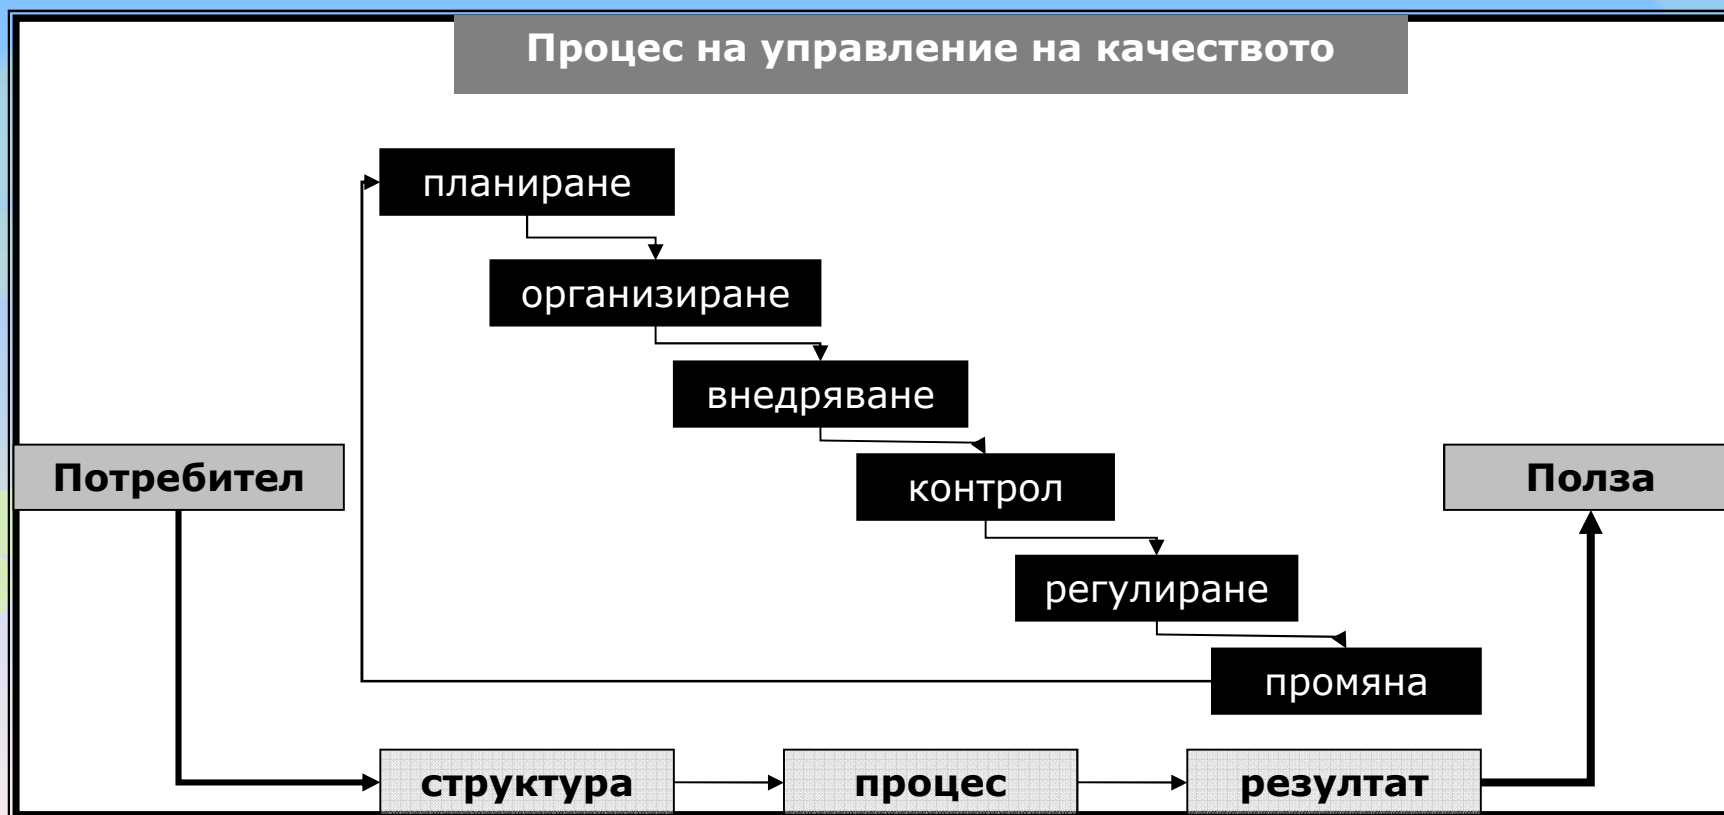 Процес на управление на качеството
планиране
организиране
внедряване
контрол
регулиране
промяна
Потребител
Полза
структура
процес
резултат